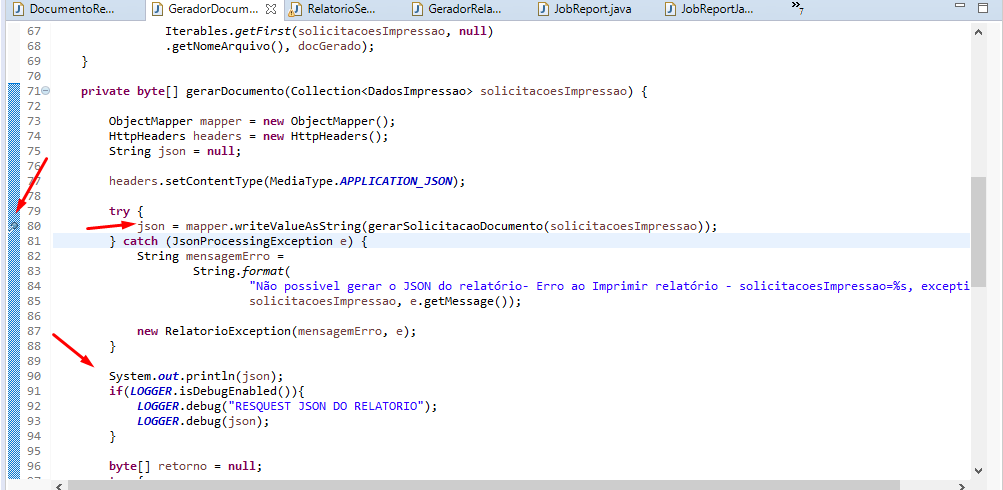 DocumentoRe... GeradorDocum... RelatorioSe... GeradorRela... JobReport.java JobReportJa... »7
67 Iterables.getFirst(solicitacoesImpressao, null)
68 .getNomeArquivo(), docGerado);
69 }
70
71 private byte[] gerarDocumento(Collection<DadosImpressao> solicitacoesImpressao) {
72
73 ObjectMapper mapper = new ObjectMapper();
74 HttpHeaders headers = new HttpHeaders();
75 String json = null;
76
77 headers.setContentType(MediaType.APPLICATION_JSON);
78
79 try {
80 json = mapper.writeValueAsString(gerarSolicitacaoDocumento(solicitacoesImpressao));
81 } catch (JsonProcessingException e) {
82 String mensagemErro =
83 String.format(
84 "Não possivel gerar o JSON do relatório- Erro ao Imprimir relatório - solicitacoesImpressao=%s, excepti
85 solicitacoesImpressao, e.getMessage());
86
87 new RelatorioException(mensagemErro, e);
88 }
89
90 System.out.println(json);
91 if(LOGGER.isDebugEnabled()){
92 LOGGER.debug("RESQUEST JSON DO RELATORIO");
93 LOGGER.debug(json);
94 }
95
96 byte[] retorno = null;